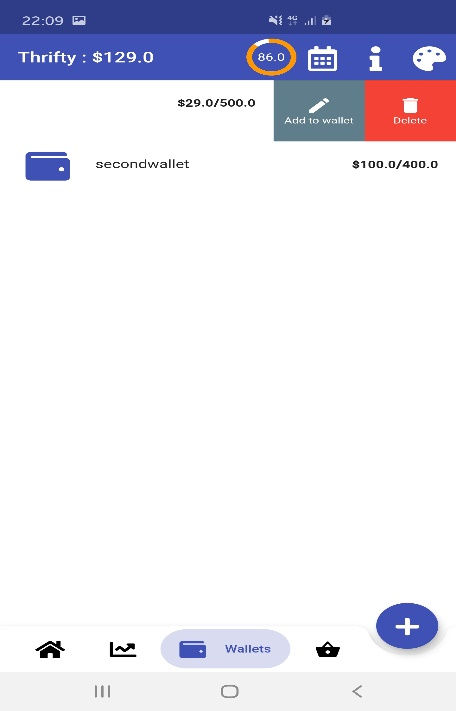 22:09 4G
Thrifty : $129.0 86.0
$29.0/500.0 Add to wallet Delete
secondwallet $100.0/400.0
Wallets